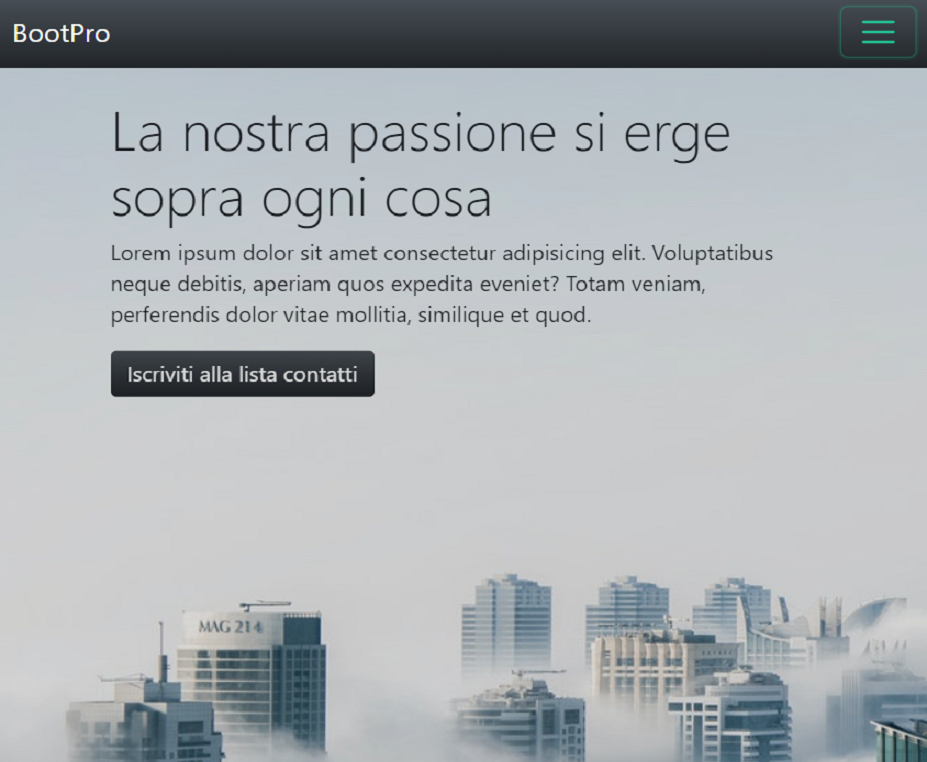 BootPro
La nostra passione si erge
sopra ogni cosa
Lorem ipsum dolor sit amet consectetur adipisicing elit. Voluptatibus
neque debitis, aperiam quos expedita eveniet? Totam veniam,
perferendis dolor vitae mollitia, similique et quod.
Iscriviti alla lista contatti
MAG 214